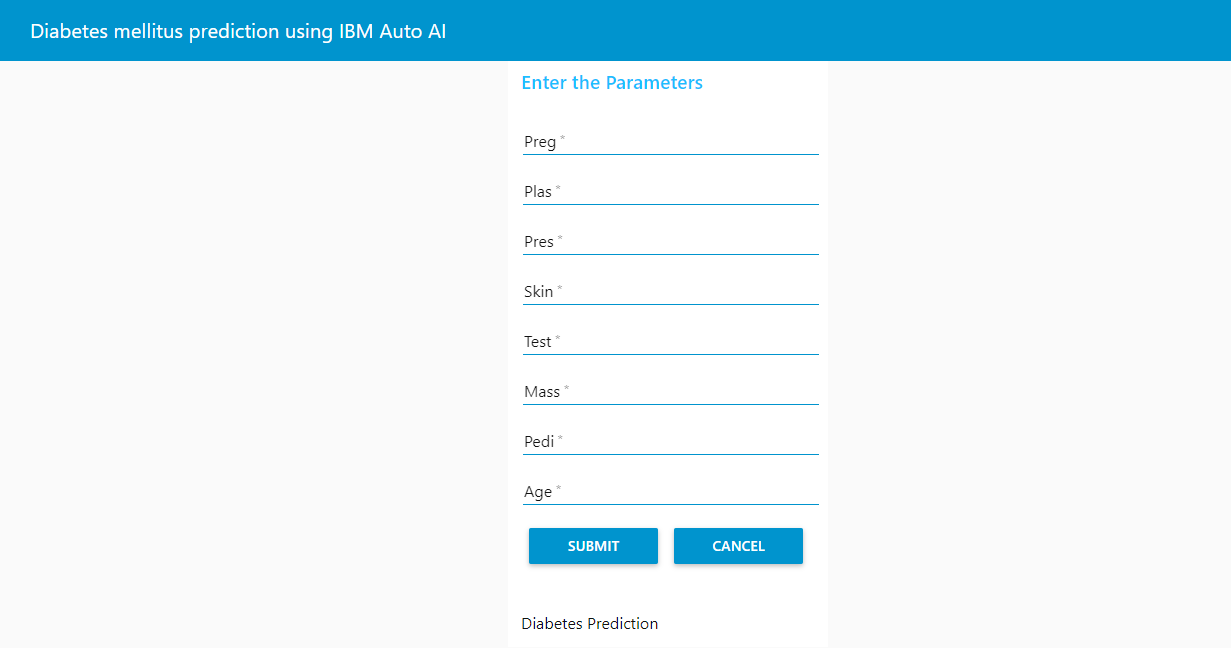 Diabetes mellitus prediction using IBM Auto AI
Enter the Parameters
Preg *
Plas *
Pres *
Skin *
Test *
Mass *
Pedi *
Age *
SUBMIT CANCEL
Diabetes Prediction